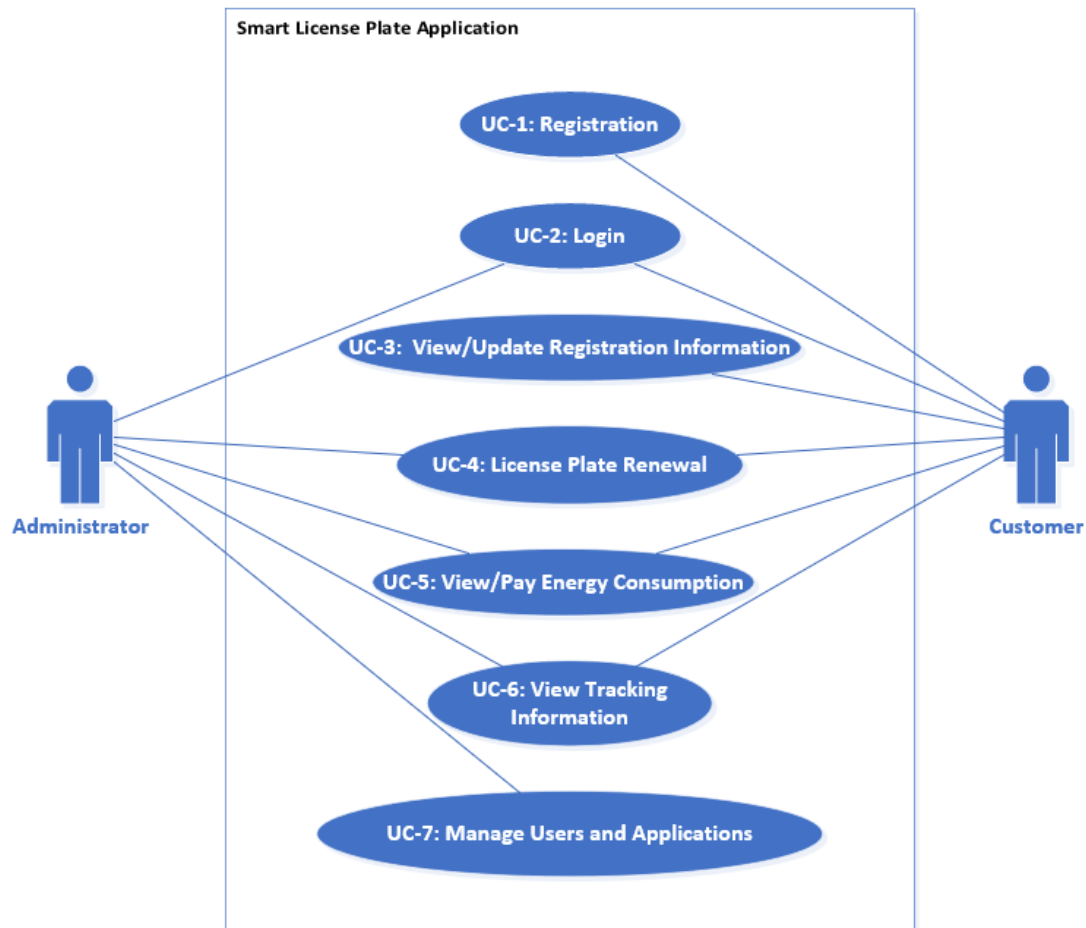 Smart License Plate Application
UC-1: Registration
UC-2: Login
UC-3:  View/Update Registration Information
UC-4: License Plate Renewal
Administrator
Customer
UC-5: View/Pay Energy Consumption
UC-6: View Tracking
Information
UC-7: Manage Users and Applications